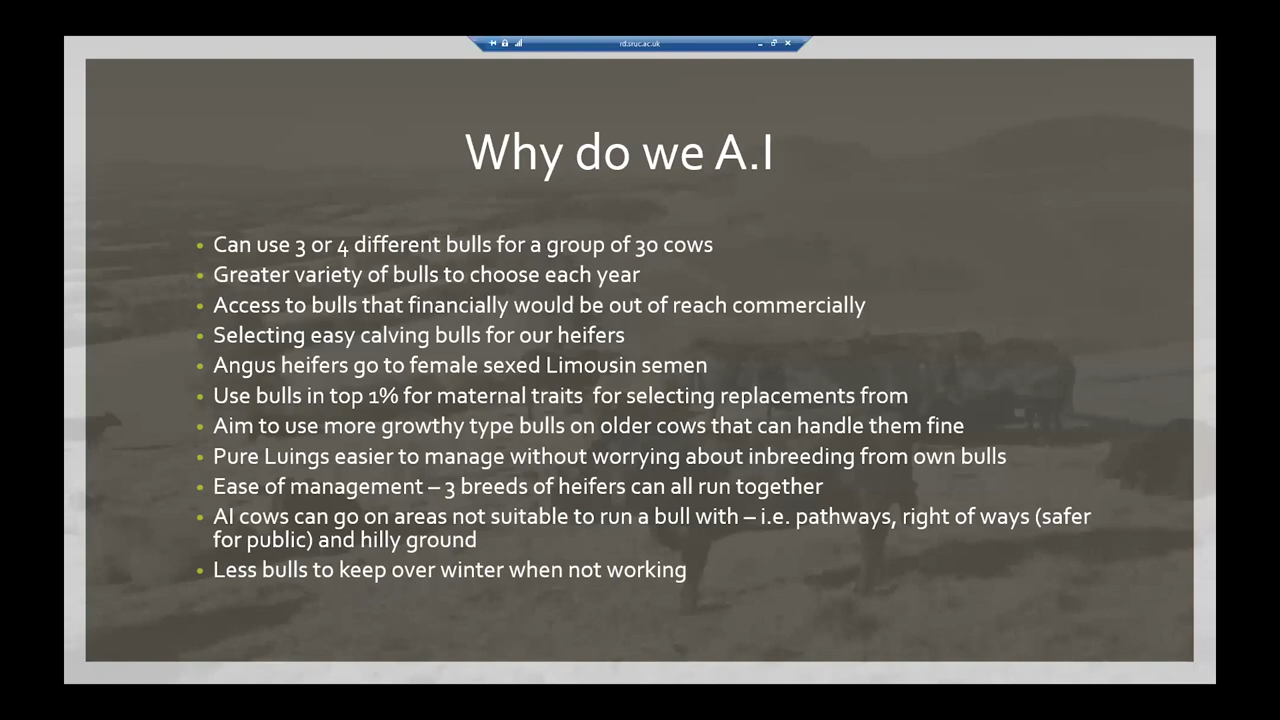 rd.sruc.ac.uk
Why do we A.I
• Can use 3 or 4 different bulls for a group of 30 cows
• Greater variety of bulls to choose each year
• Access to bulls that financially would be out of reach commercially
• Selecting easy calving bulls for our heifers
• Angus heifers go to female sexed Limousin semen
• Use bulls in top 1% for maternal traits  for selecting replacements from
• Aim to use more growthy type bulls on older cows that can handle them fine
• Pure Luings easier to manage without worrying about inbreeding from own bulls
• Ease of management – 3 breeds of heifers can all run together
• AI cows can go on areas not suitable to run a bull with – i.e. pathways, right of ways (safer
for public) and hilly ground
• Less bulls to keep over winter when not working